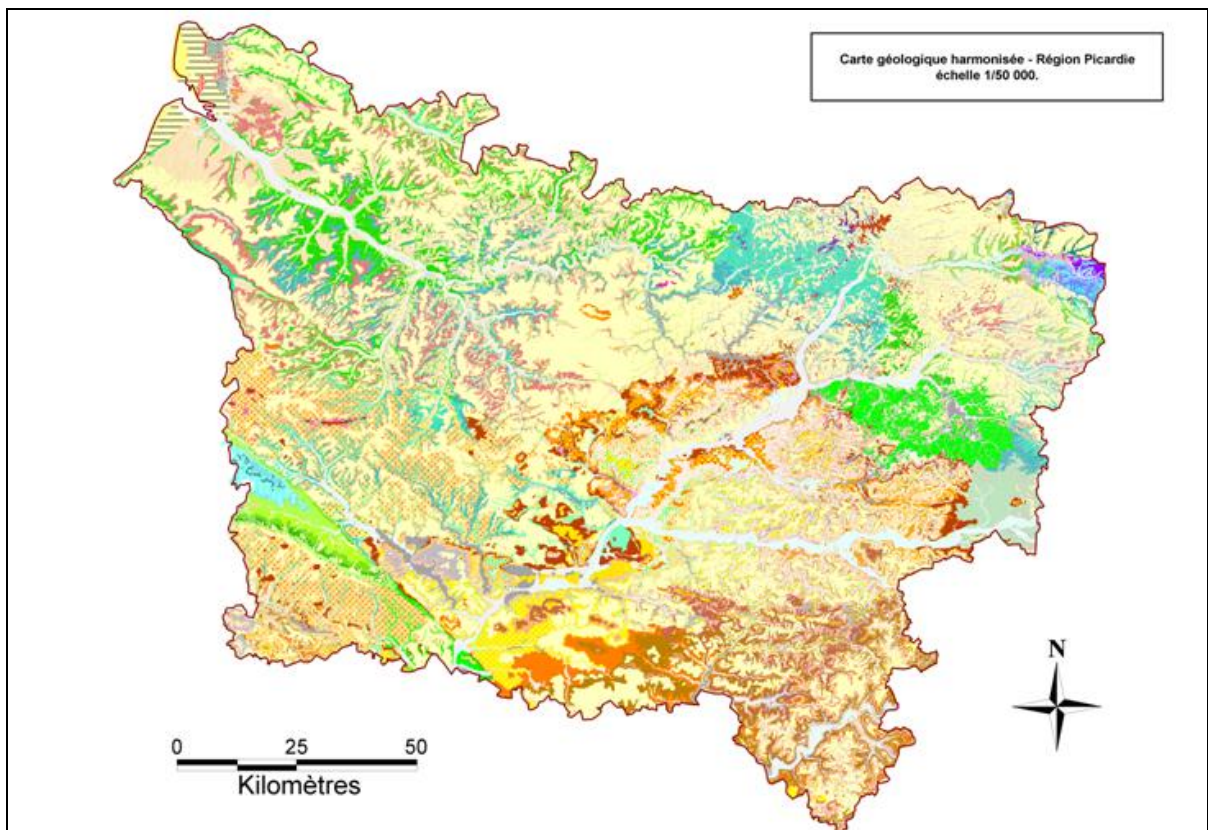 Carte géologique harmonisée - Région Picardie
échelle 1/50 000.
N
0 25 50
Kilomètres